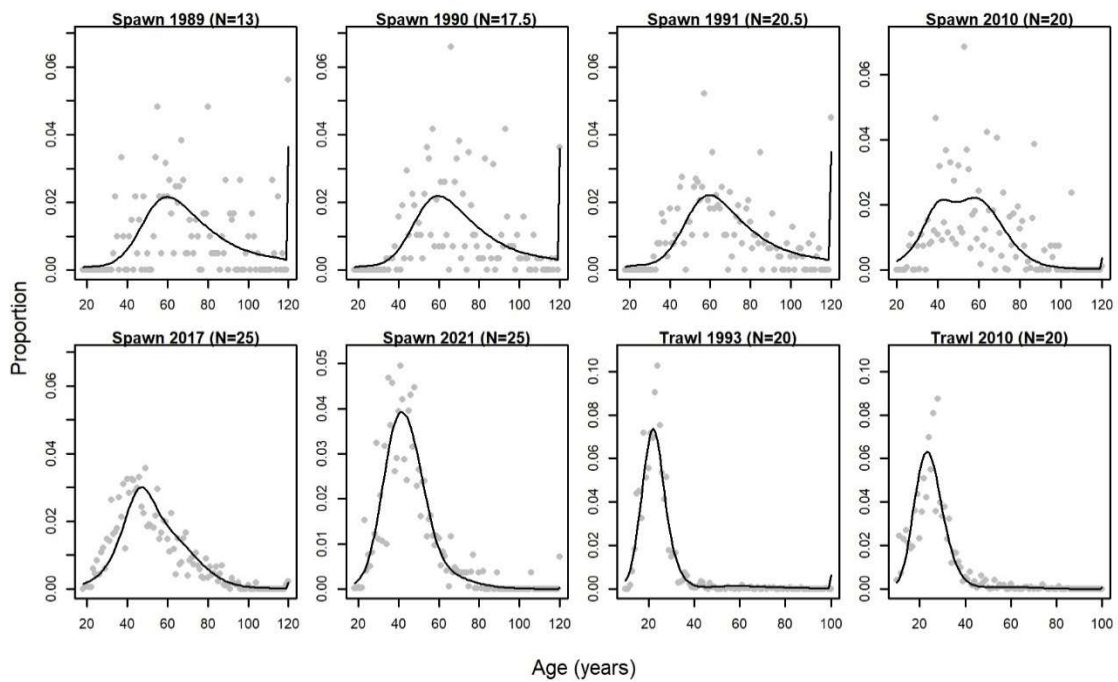 Spawn 1989 (N=13)
Spawn 1990 (N=17.5)
Spawn 1991 (N=20.5)
Spawn 2010 (N=20)
0.00 0.02 0.04 0.06
0.00 0.02 0.04 0.06
0.00 0.02 0.04 0.06
0.00 0.02 0.04 0.06
20 40 60 80 100 120
20 40 60 80 100 120
20 40 60 80 100 120
20 40 60 80 100 120
Proportion
Spawn 2017 (N=25)
Spawn 2021 (N=25)
Trawl 1993 (N=20)
Trawl 2010 (N=20)
0.00 0.02 0.04 0.06
0.00 0.01 0.02 0.03 0.04 0.05
0.00 0.02 0.04 0.06 0.08 0.10
0.00 0.02 0.04 0.06 0.08 0.10
20 40 60 80 100 120
20 40 60 80 100 120
20 40 60 80 100
20 40 60 80 100
Age (years)